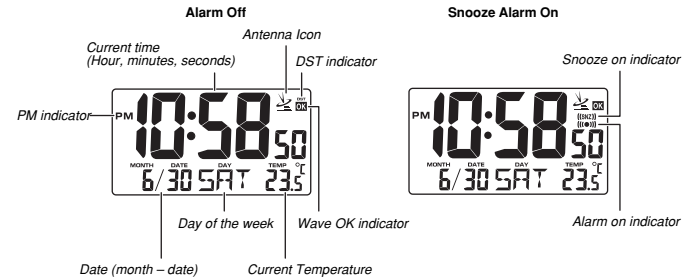 Alarm Off
Snooze Alarm On
Current time
(Hour, minutes, seconds)
Antenna Icon
DST indicator
Snooze on indicator
PM indicator
PM 10:58 50
DST
OK
MONTH DATE DAY TEMP
6/30 SAT 23.5 °C
PM 10:58 50
OK
((SNZ))
MONTH DATE DAY TEMP
6/30 SAT 23.5 °C
Day of the week
Wave OK indicator
Alarm on indicator
Date (month – date)
Current Temperature